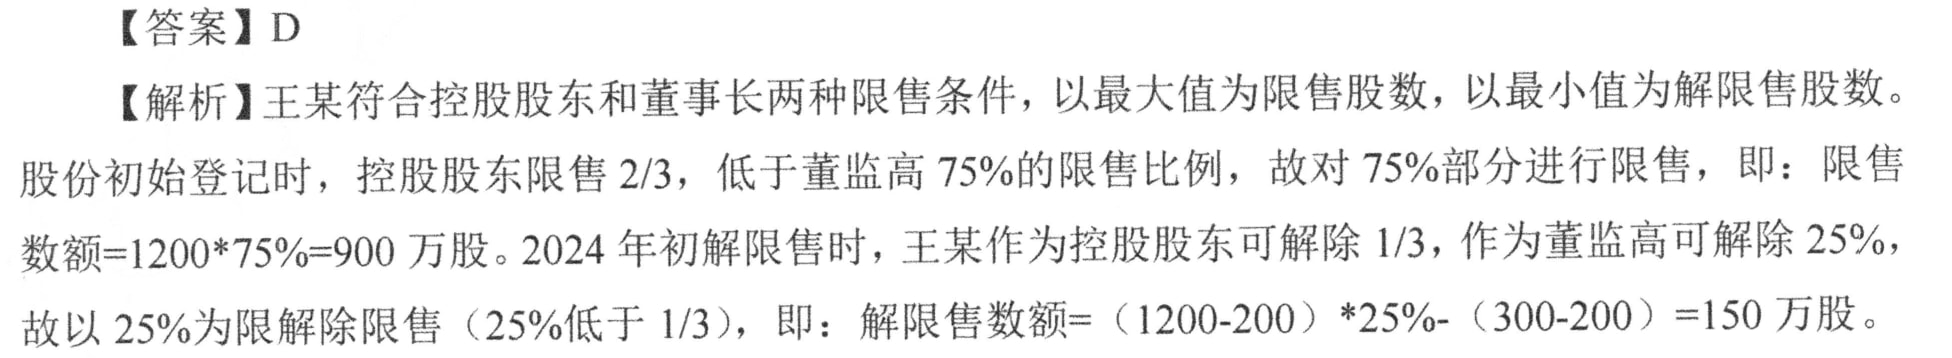 【答案】D
【解析】王某符合控股股东和董事长两种限售条件，以最大值为限售股数，以最小值为解限售股数。
股份初始登记时，控股股东限售 2/3，低于董监高 75%的限售比例，故对 75%部分进行限售，即：限售
数额=1200*75%=900 万股。2024 年初解限售时，王某作为控股股东可解除 1/3，作为董监高可解除 25%，
故以 25%为限解除限售（25%低于 1/3），即：解限售数额=（1200-200）*25%-（300-200）=150 万股。